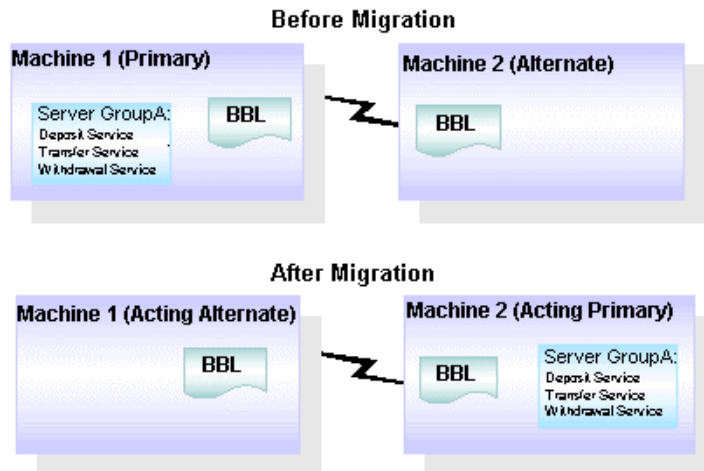 Before Migration
Machine 1 (Primary)
Server GroupA:
Deposit Service
Transfer Service
Withdrawal Service
BBL
Machine 2 (Alternate)
BBL
After Migration
Machine 1 (Acting Alternate)
BBL
Machine 2 (Acting Primary)
BBL
Server GroupA:
Deposit Service
Transfer Service
Withdrawal Service